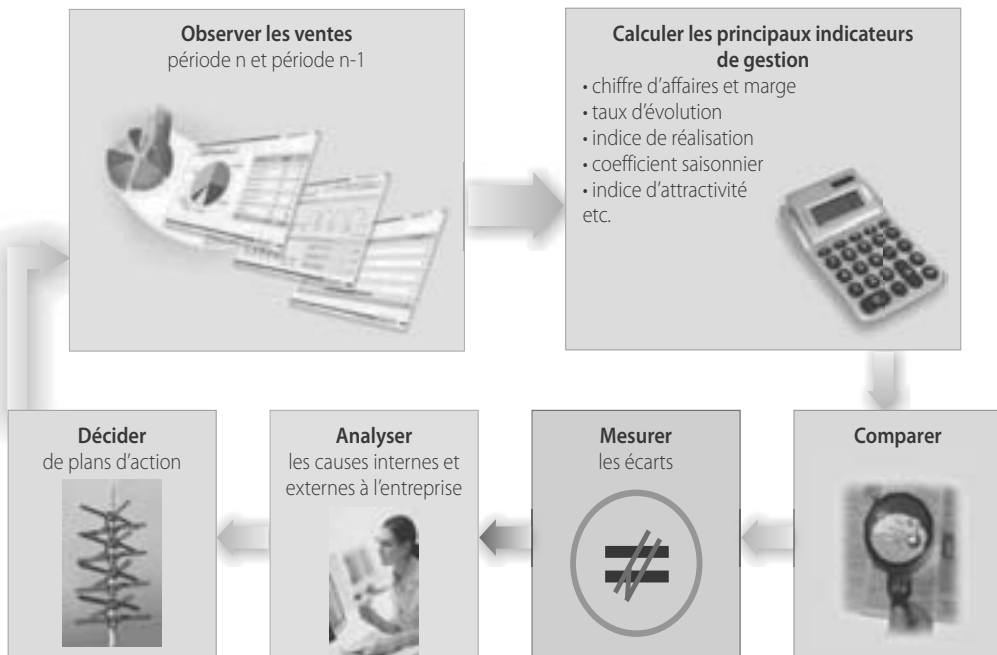 Observer les ventes
période n et période n-1
Calculer les principaux indicateurs
de gestion
• chiffre d'affaires et marge
• taux d'évolution
• indice de réalisation
• coefficient saisonnier
• indice d'attractivité
etc.
Comparer
Mesurer
les écarts
Analyser
les causes internes et
externes à l'entreprise
Décider
de plans d'action